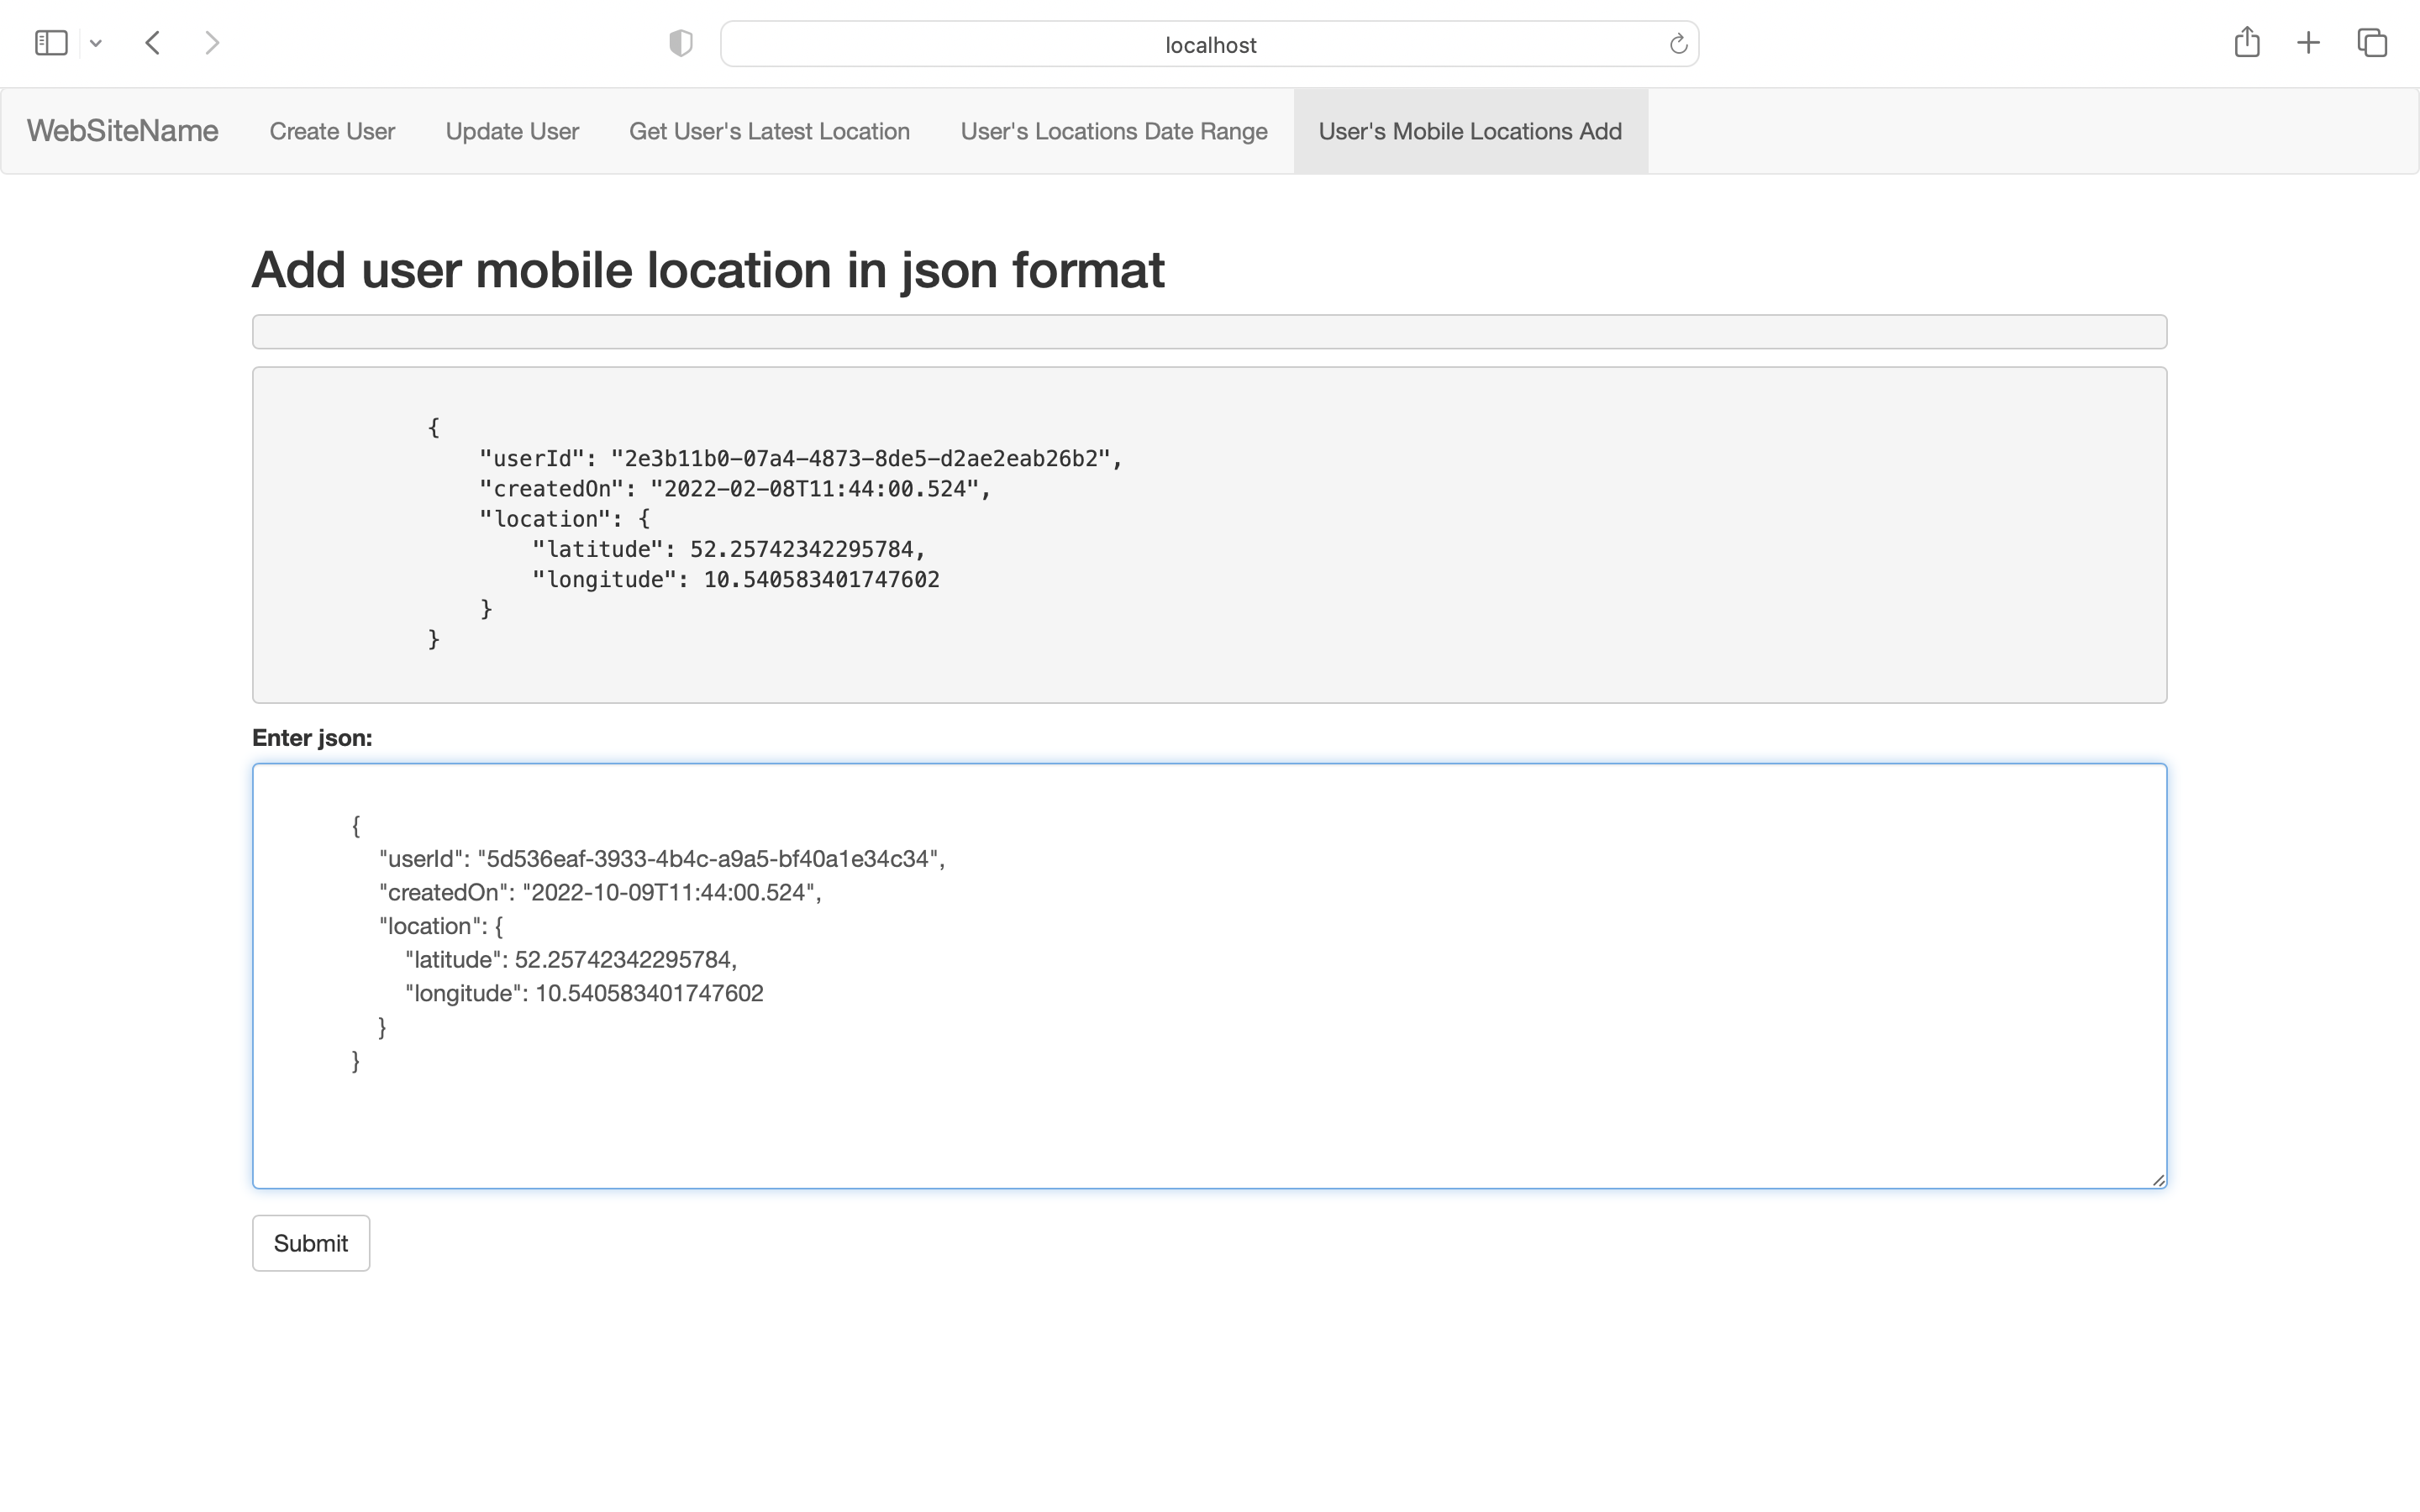 localhost
WebSiteName Create User Update User Get User's Latest Location User's Locations Date Range User's Mobile Locations Add
Add user mobile location in json format
{
"userId": "2e3b11b0-07a4-4873-8de5-d2ae2eab26b2",
"createdOn": "2022-02-08T11:44:00.524",
"location": {
"latitude": 52.25742342295784,
"longitude": 10.540583401747602
}
}
Enter json:
{
"userId": "5d536eaf-3933-4b4c-a9a5-bf40a1e34c34",
"createdOn": "2022-10-09T11:44:00.524",
"location": {
"latitude": 52.25742342295784,
"longitude": 10.540583401747602
}
}
Submit